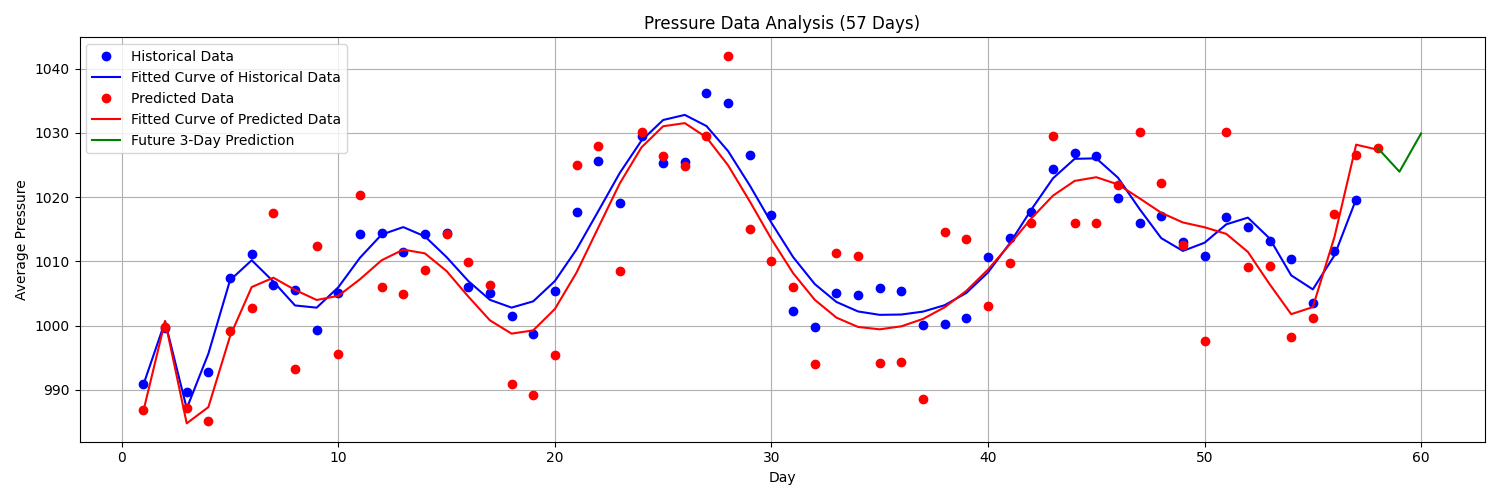 Pressure Data Analysis (57 Days)
Historical Data
Fitted Curve of Historical Data
Predicted Data
Fitted Curve of Predicted Data
Future 3-Day Prediction
Average Pressure
1040
1030
1020
1010
1000
990
0 10 20 30 40 50 60
Day